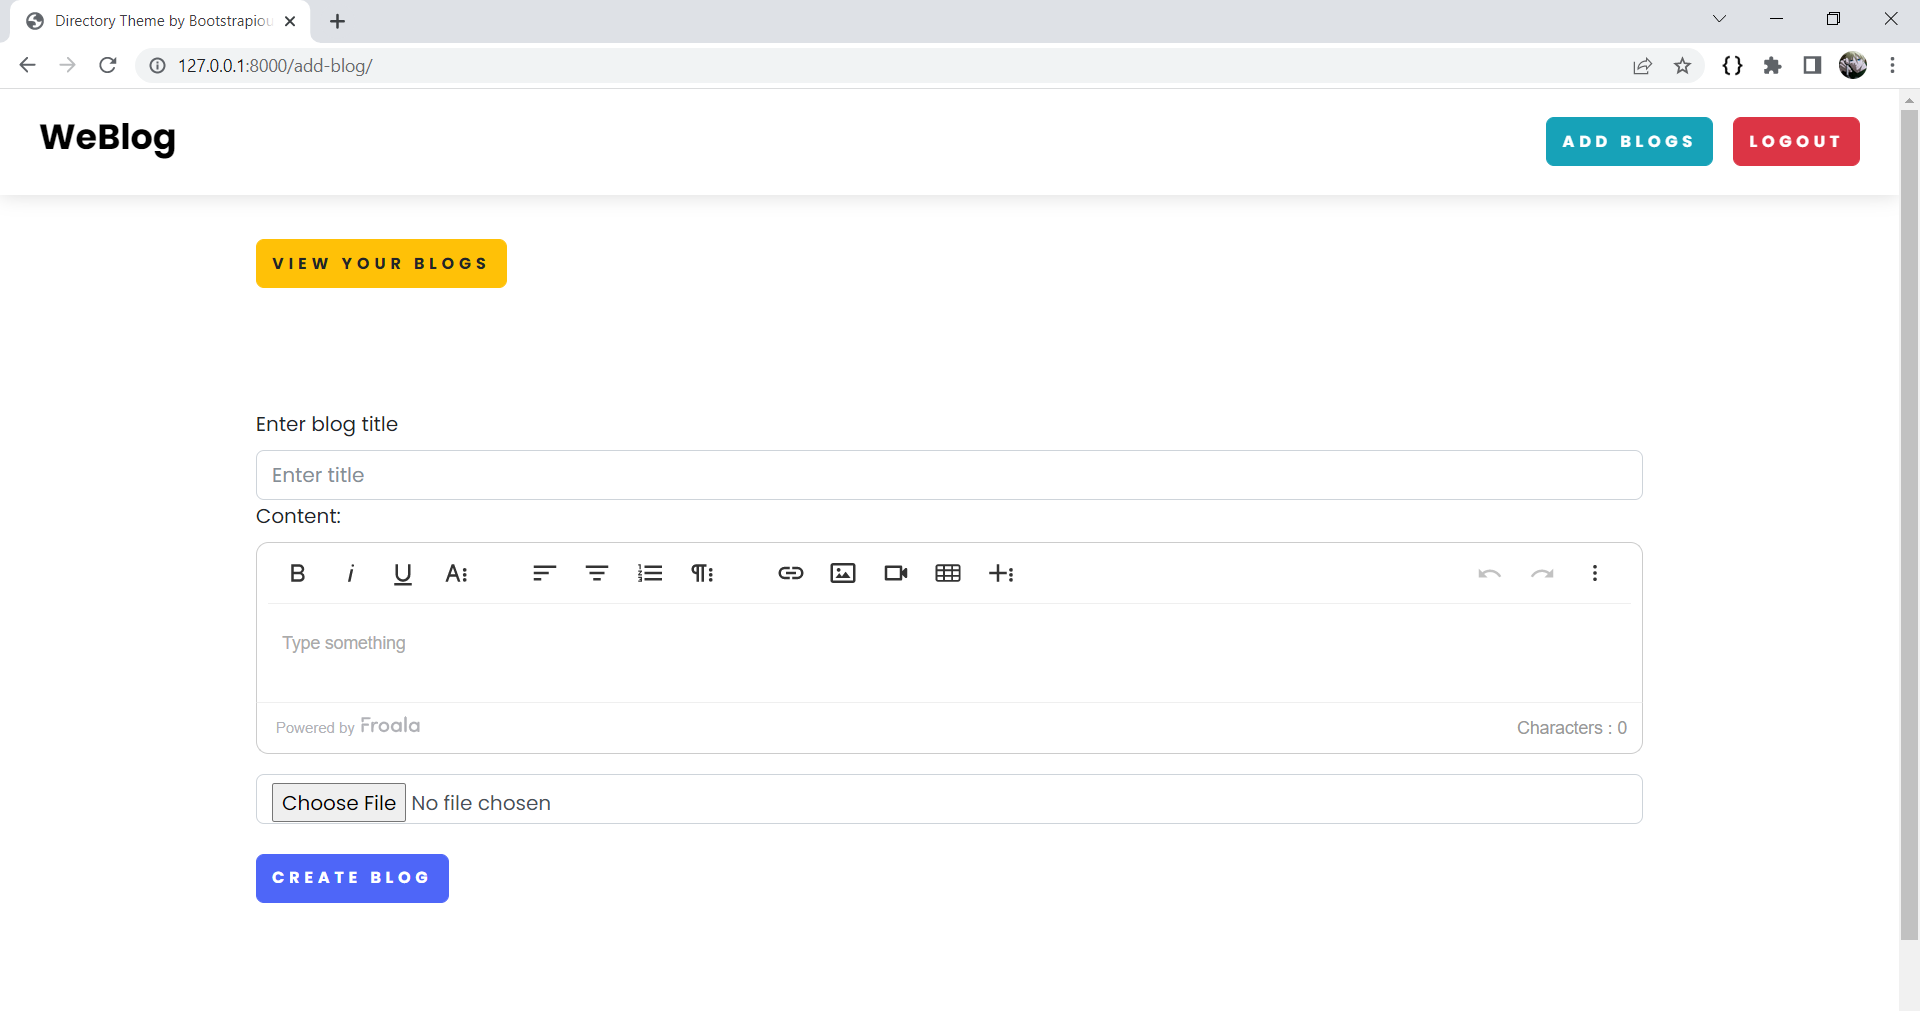 Directory Theme by Bootstrapiou
127.0.0.1:8000/add-blog/
WeBlog
ADD BLOGS
LOGOUT
VIEW YOUR BLOGS
Enter blog title
Enter title
Content:
Type something
Powered by Froala
Characters : 0
Choose File No file chosen
CREATE BLOG